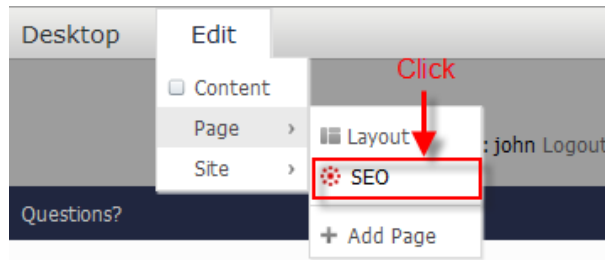 Desktop Edit
Click
Content
Page
Layout
: john Logout
Site
SEO
Questions?
Add Page